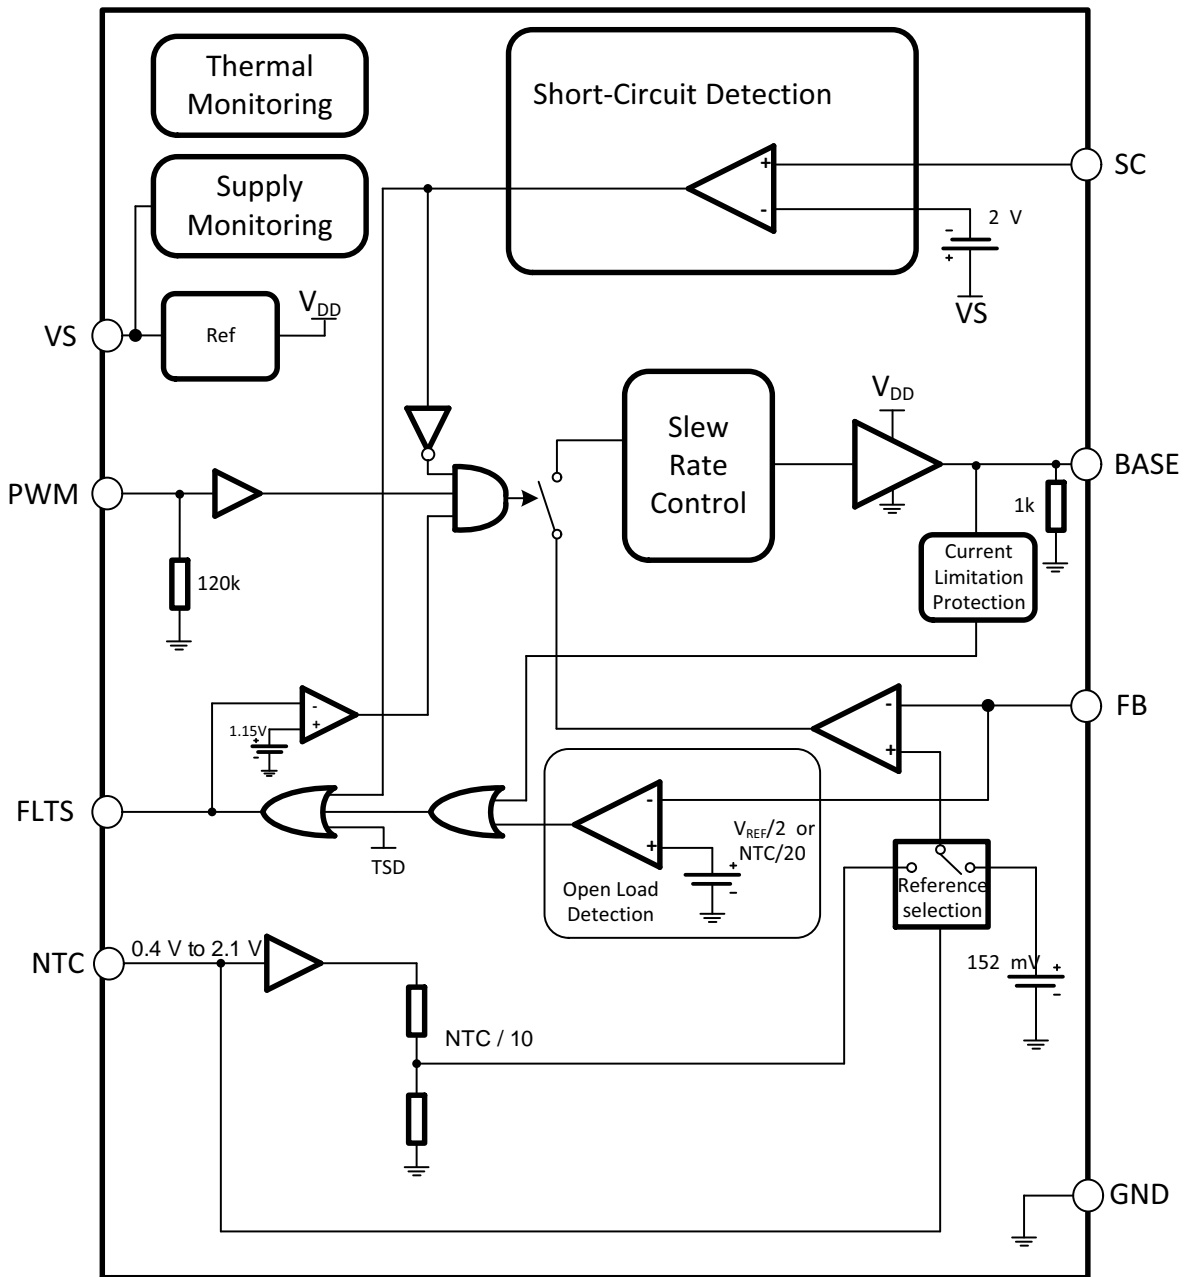 Thermal
Monitoring
Short-Circuit Detection
+
-
SC
Supply
Monitoring
-
2 V
+
VS
VS
Ref
VDD
Slew
Rate
Control
VDD
BASE
1k
PWM
120k
Current
Limitation
Protection
-
+
1.15V
+
-
-
+
FB
FLTS
TSD
-
+
VREF/2 or
NTC/20
+
-
Open Load
Detection
Reference
selection
NTC
0.4 V to 2.1 V
152 mV
+
-
NTC / 10
GND